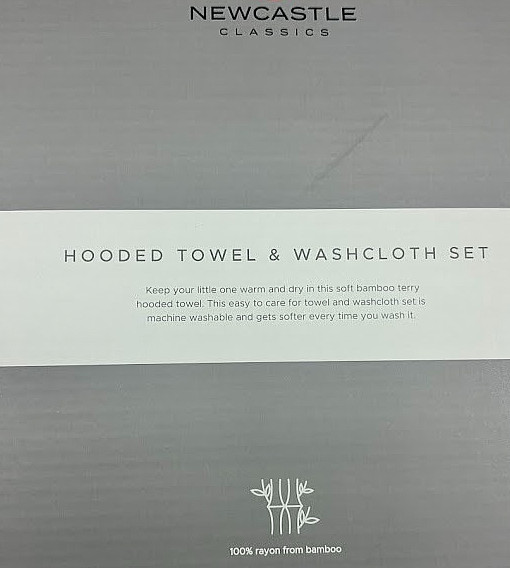 NEWCASTLE
CLASSICS
HOODED TOWEL & WASHCLOTH SET
Keep your little one warm and dry in this soft bamboo terry
hooded towel. This easy to care for towel and washcloth set is
machine washable and gets softer every time you wash it.
100% rayon from bamboo